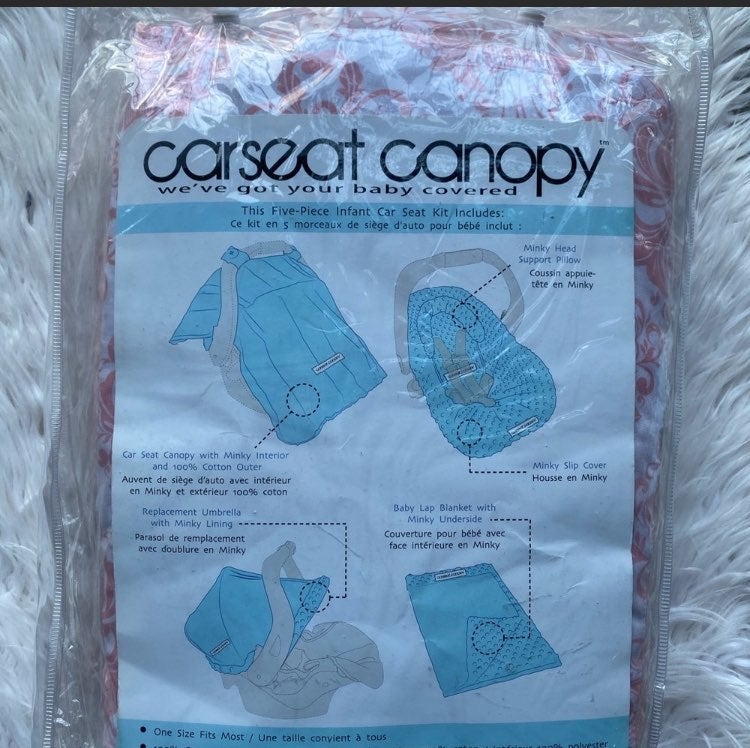 carseat canopy™
we've got your baby covered
This Five-Piece Infant Car Seat Kit Includes:
Ce kit en 5 morceaux de siège d'auto pour bébé inclut :
Minky Head
Support Pillow
Coussin appuie-
tête en Minky
Car Seat Canopy with Minky Interior
and 100% Cotton Outer
Auvent de siège d'auto avec intérieur
en Minky et extérieur 100% coton
Minky Slip Cover
Housse en Minky
Replacement Umbrella
with Minky Lining
Parasol de remplacement
avec doublure en Minky
Baby Lap Blanket with
Minky Underside
Couverture pour bébé avec
face intérieure en Minky
• One Size Fits Most / Une taille convient à tous
polyester